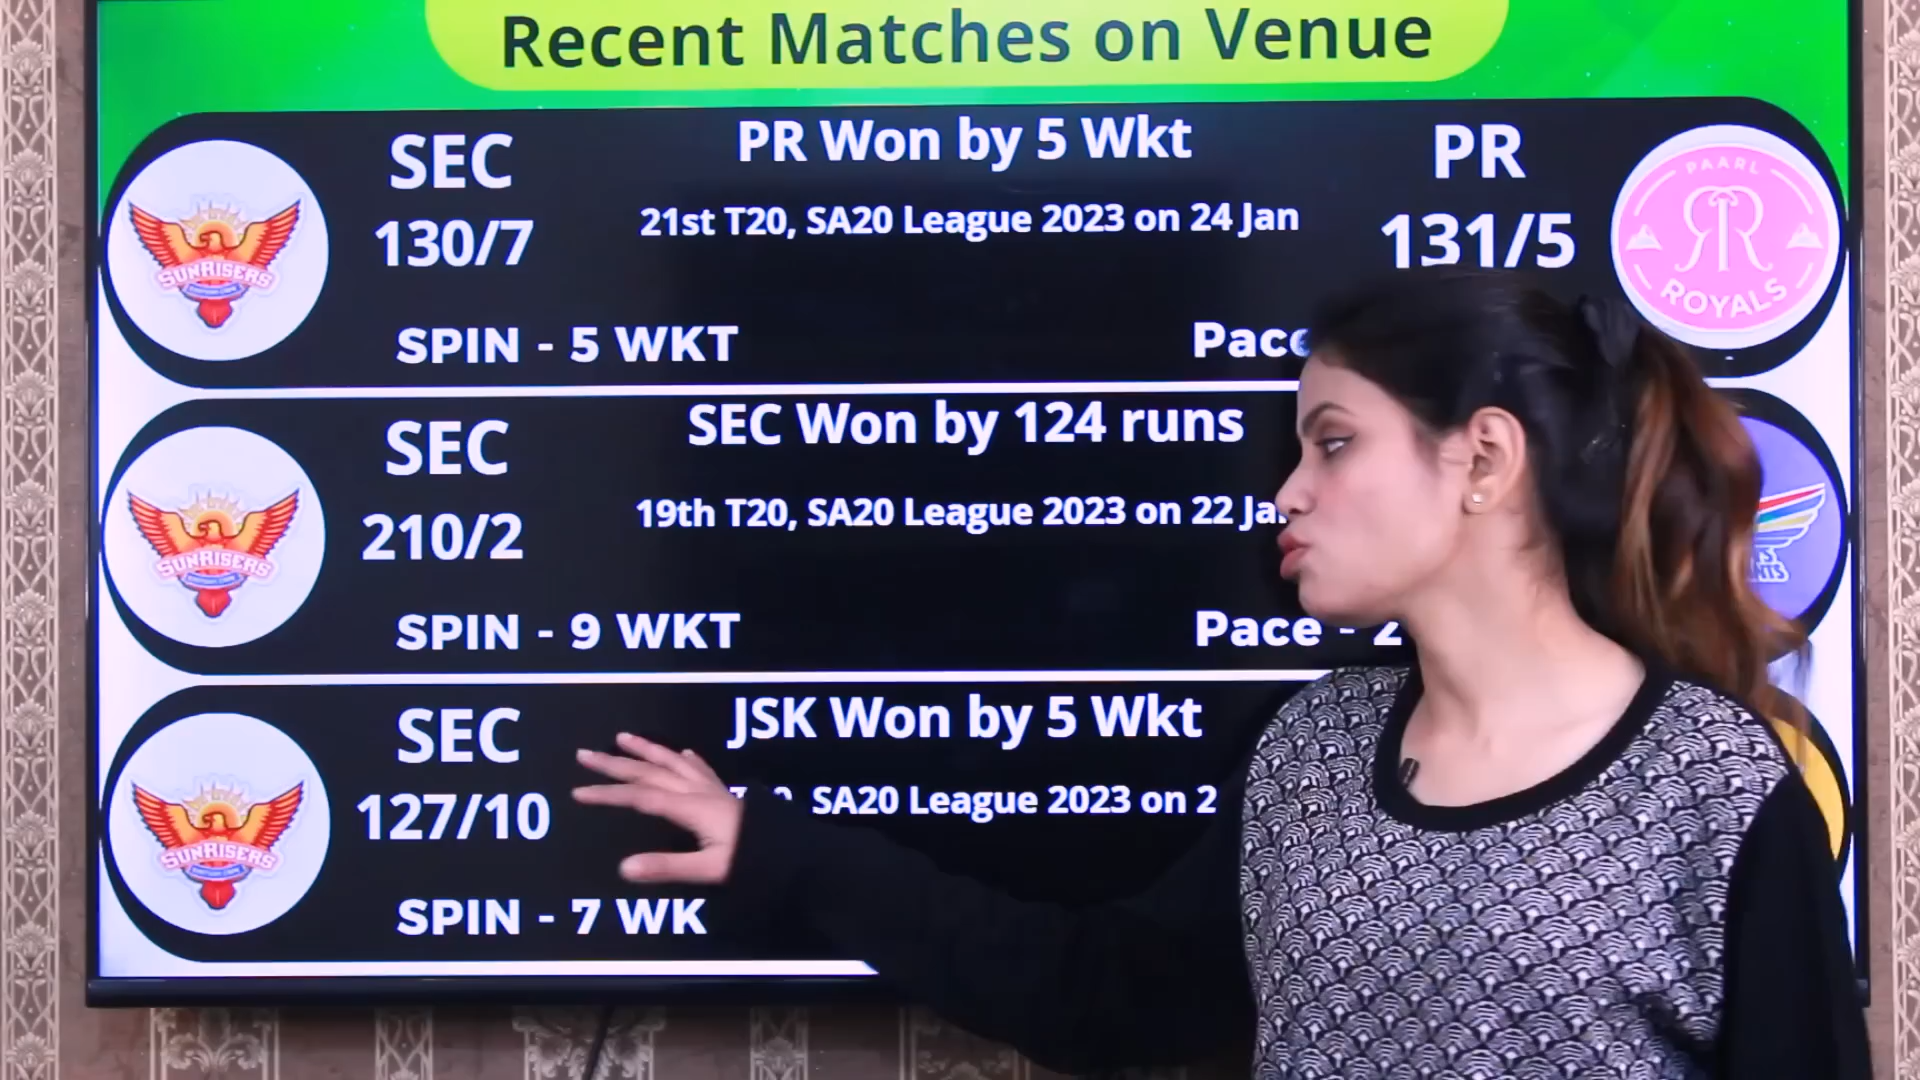 Recent Matches on Venue
SEC
130/7
PR Won by 5 Wkt
21st T20, SA20 League 2023 on 24 Jan
PR
131/5
SPIN - 5 WKT
Pace
SUNRISERS
PAARL
ROYALS
SEC
210/2
SEC Won by 124 runs
19th T20, SA20 League 2023 on 22 Ja
SPIN - 9 WKT
Pace - 2
SUNRISERS
SEC
127/10
JSK Won by 5 Wkt
SA20 League 2023 on 2
SPIN - 7 WK
SUNRISERS